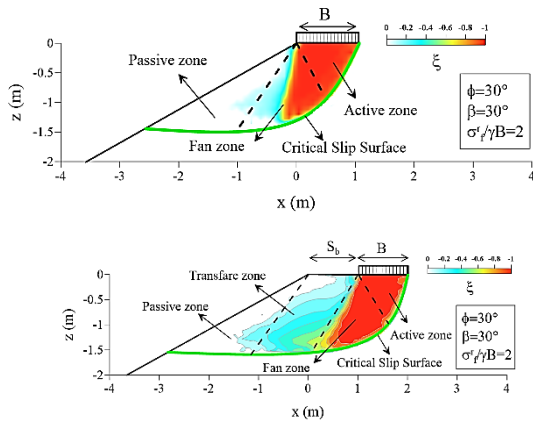 B
0 -0.2 -0.4 -0.6 -0.8 -1
ξ
Passive zone
Active zone
Fan zone
Critical Slip Surface
ϕ=30°
β=30°
σᶠf/γB=2
z (m)
0
-0.5
-1
-1.5
-2
-4 -3 -2 -1 0 1 2 3 4
x (m)
S_b B
0 -0.2 -0.4 -0.6 -0.8 -1
ξ
Transfarc zone
Passive zone
Active zone
Critical Slip Surface
Fan zone
ϕ=30°
β=30°
σʳf/γB=2
z (m)
0
-0.5
-1
-1.5
-2
-4 -3 -2 -1 0 1 2 3 4
x (m)